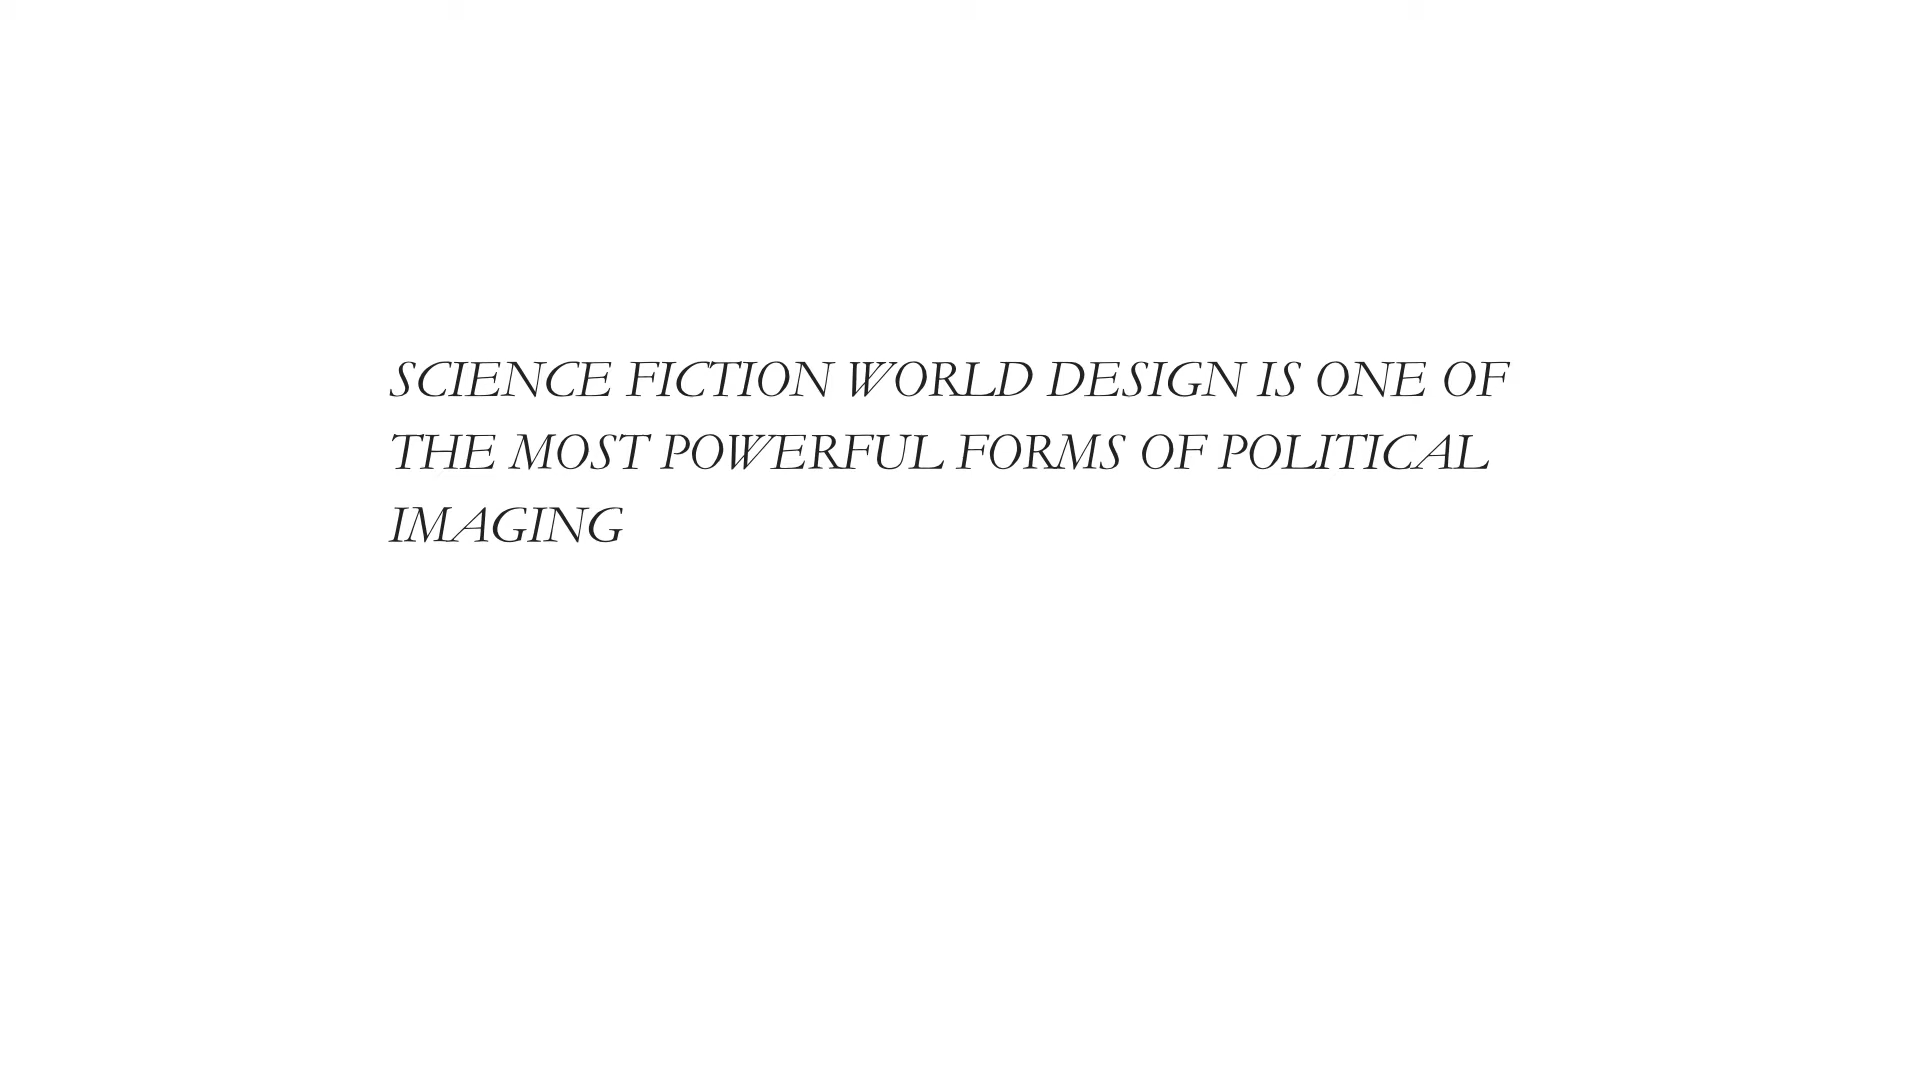 SCIENCE FICTION WORLD DESIGN IS ONE OF
THE MOST POWERFUL FORMS OF POLITICAL
IMAGING